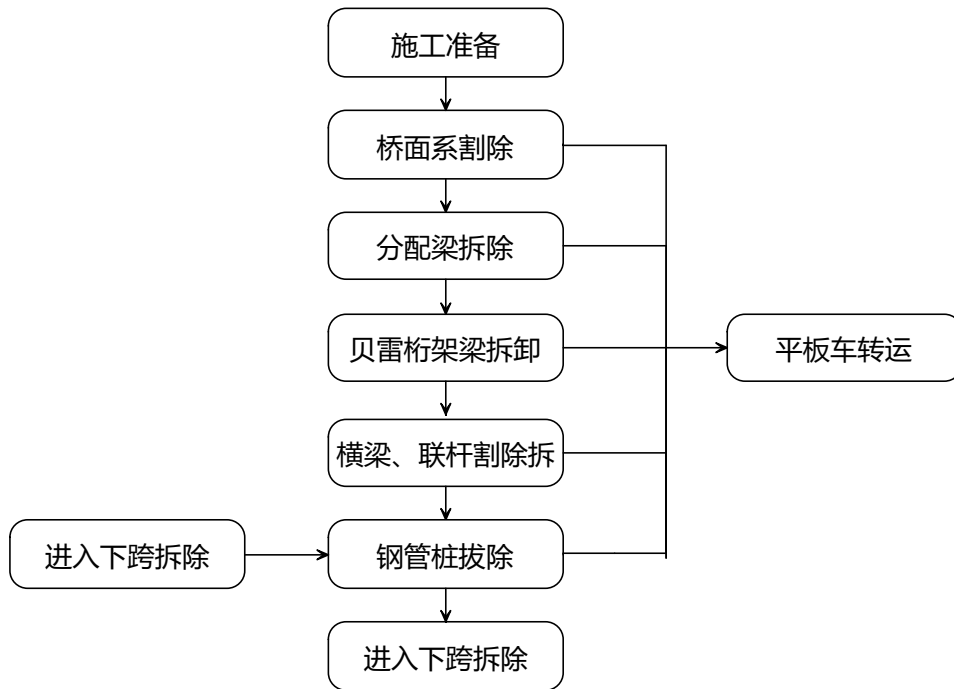 施工准备
桥面系割除
分配梁拆除
贝雷桁架梁拆卸
平板车转运
横梁、联杆割除拆
进入下跨拆除
钢管桩拔除
进入下跨拆除